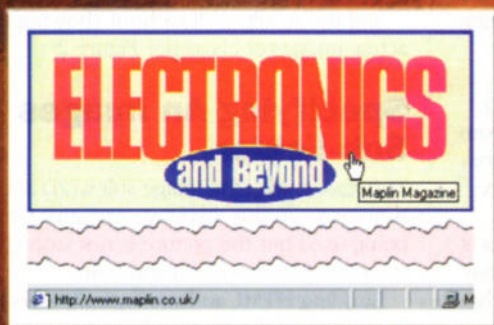 ELECTRONICS
and Beyond
Maplin Magazine
http://www.maplin.co.uk/
M